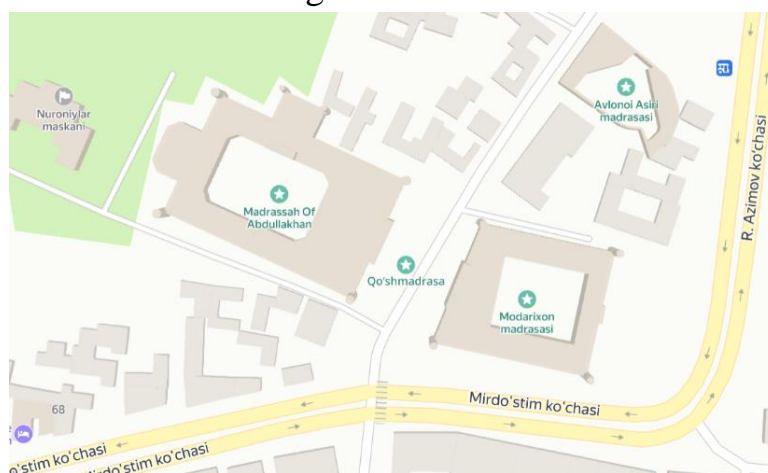 Nuroniylar
maskani
Avlonoi Asiri
madrasasi
Madrassah Of
Abdullakhan
R. Azimov ko'chasi
Qo'shmadrasa
Modarixon
madrasasi
Mirdo'stim ko'chasi
68
o'stim ko'chasi
Mirdo'stim ko'chasi